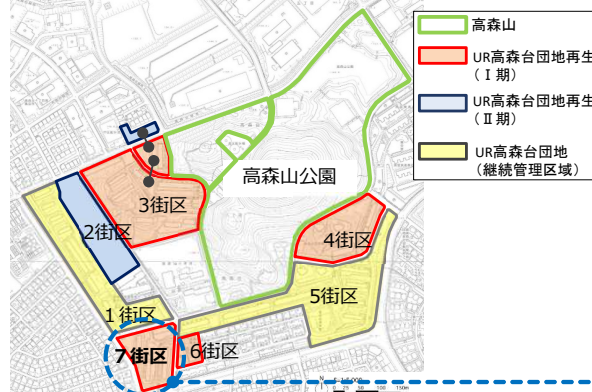 高森山
UR高森台団地再生
（Ⅰ期）
UR高森台団地再生
（Ⅱ期）
UR高森台団地
（継続管理区域）
高森山公園
3街区
2街区
4街区
5街区
1街区
7街区
6街区